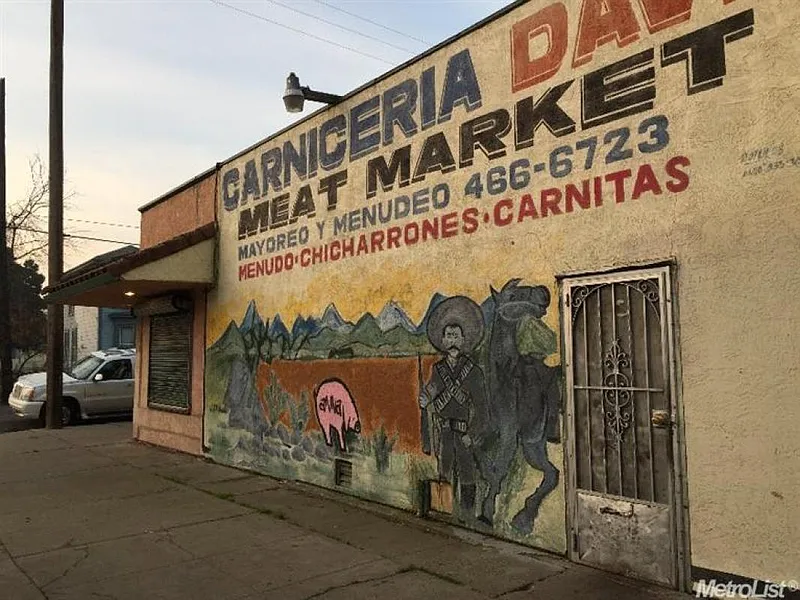 CARNICERIA DAV
MEAT MARKET
MAYOREO Y MENUDEO 466-6723
MENUDO·CHICHARRONES·CARNITAS
MetroList®